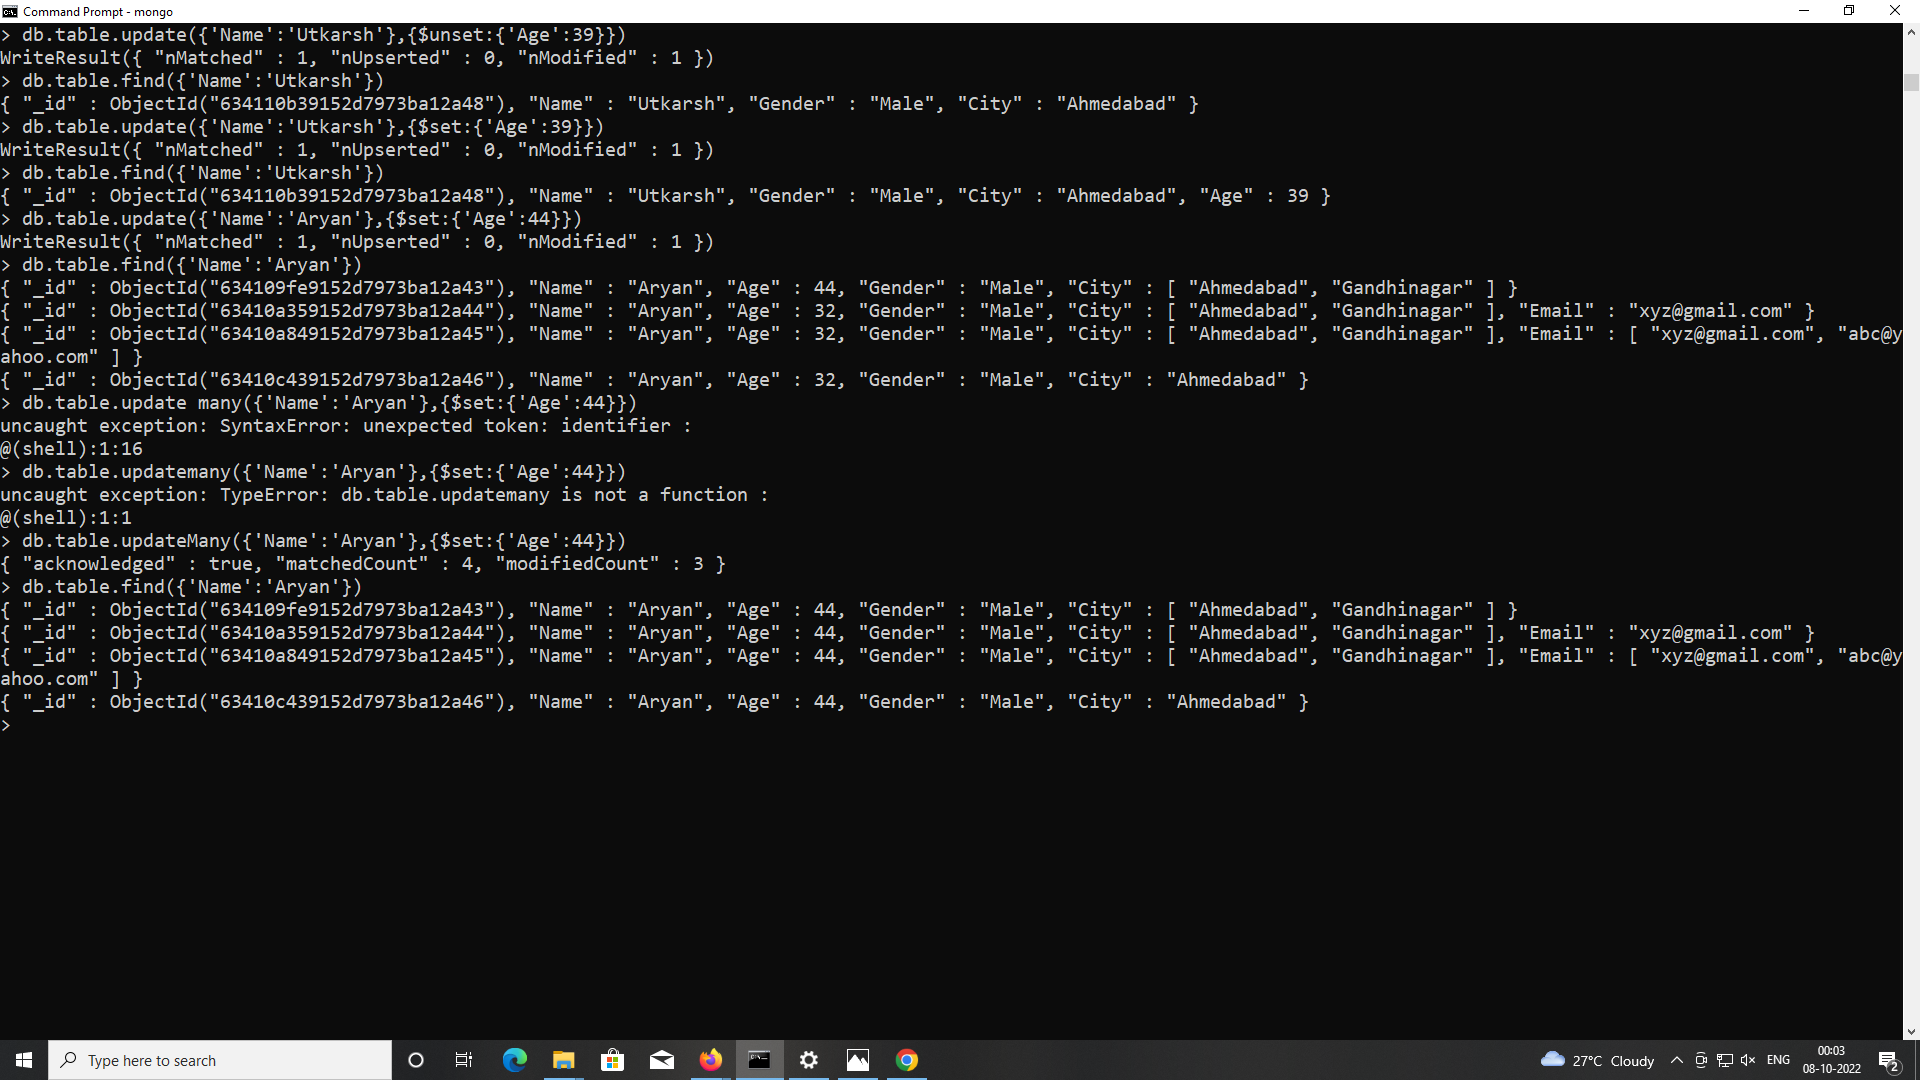 Command Prompt - mongo
> db.table.update({'Name':'Utkarsh'},{$unset:{'Age':39}})
WriteResult({ "nMatched" : 1, "nUpserted" : 0, "nModified" : 1 })
> db.table.find({'Name':'Utkarsh'})
{ "_id" : ObjectId("634110b39152d7973ba12a48"), "Name" : "Utkarsh", "Gender" : "Male", "City" : "Ahmedabad" }
> db.table.update({'Name':'Utkarsh'},{$set:{'Age':39}})
WriteResult({ "nMatched" : 1, "nUpserted" : 0, "nModified" : 1 })
> db.table.find({'Name':'Utkarsh'})
{ "_id" : ObjectId("634110b39152d7973ba12a48"), "Name" : "Utkarsh", "Gender" : "Male", "City" : "Ahmedabad", "Age" : 39 }
> db.table.update({'Name':'Aryan'},{$set:{'Age':44}})
WriteResult({ "nMatched" : 1, "nUpserted" : 0, "nModified" : 1 })
> db.table.find({'Name':'Aryan'})
{ "_id" : ObjectId("634109fe9152d7973ba12a43"), "Name" : "Aryan", "Age" : 44, "Gender" : "Male", "City" : [ "Ahmedabad", "Gandhinagar" ] }
{ "_id" : ObjectId("63410a359152d7973ba12a44"), "Name" : "Aryan", "Age" : 32, "Gender" : "Male", "City" : [ "Ahmedabad", "Gandhinagar" ], "Email" : "xyz@gmail.com" }
{ "_id" : ObjectId("63410a849152d7973ba12a45"), "Name" : "Aryan", "Age" : 32, "Gender" : "Male", "City" : [ "Ahmedabad", "Gandhinagar" ], "Email" : [ "xyz@gmail.com", "abc@y
ahoo.com" ] }
{ "_id" : ObjectId("63410c439152d7973ba12a46"), "Name" : "Aryan", "Age" : 32, "Gender" : "Male", "City" : "Ahmedabad" }
> db.table.update many({'Name':'Aryan'},{$set:{'Age':44}})
uncaught exception: SyntaxError: unexpected token: identifier :
@(shell):1:16
> db.table.updatemany({'Name':'Aryan'},{$set:{'Age':44}})
uncaught exception: TypeError: db.table.updatemany is not a function :
@(shell):1:1
> db.table.updateMany({'Name':'Aryan'},{$set:{'Age':44}})
{ "acknowledged" : true, "matchedCount" : 4, "modifiedCount" : 3 }
> db.table.find({'Name':'Aryan'})
{ "_id" : ObjectId("634109fe9152d7973ba12a43"), "Name" : "Aryan", "Age" : 44, "Gender" : "Male", "City" : [ "Ahmedabad", "Gandhinagar" ] }
{ "_id" : ObjectId("63410a359152d7973ba12a44"), "Name" : "Aryan", "Age" : 44, "Gender" : "Male", "City" : [ "Ahmedabad", "Gandhinagar" ], "Email" : "xyz@gmail.com" }
{ "_id" : ObjectId("63410a849152d7973ba12a45"), "Name" : "Aryan", "Age" : 44, "Gender" : "Male", "City" : [ "Ahmedabad", "Gandhinagar" ], "Email" : [ "xyz@gmail.com", "abc@y
ahoo.com" ] }
{ "_id" : ObjectId("63410c439152d7973ba12a46"), "Name" : "Aryan", "Age" : 44, "Gender" : "Male", "City" : "Ahmedabad" }
>
Type here to search
27°C Cloudy
ENG
00:03
08-10-2022
2